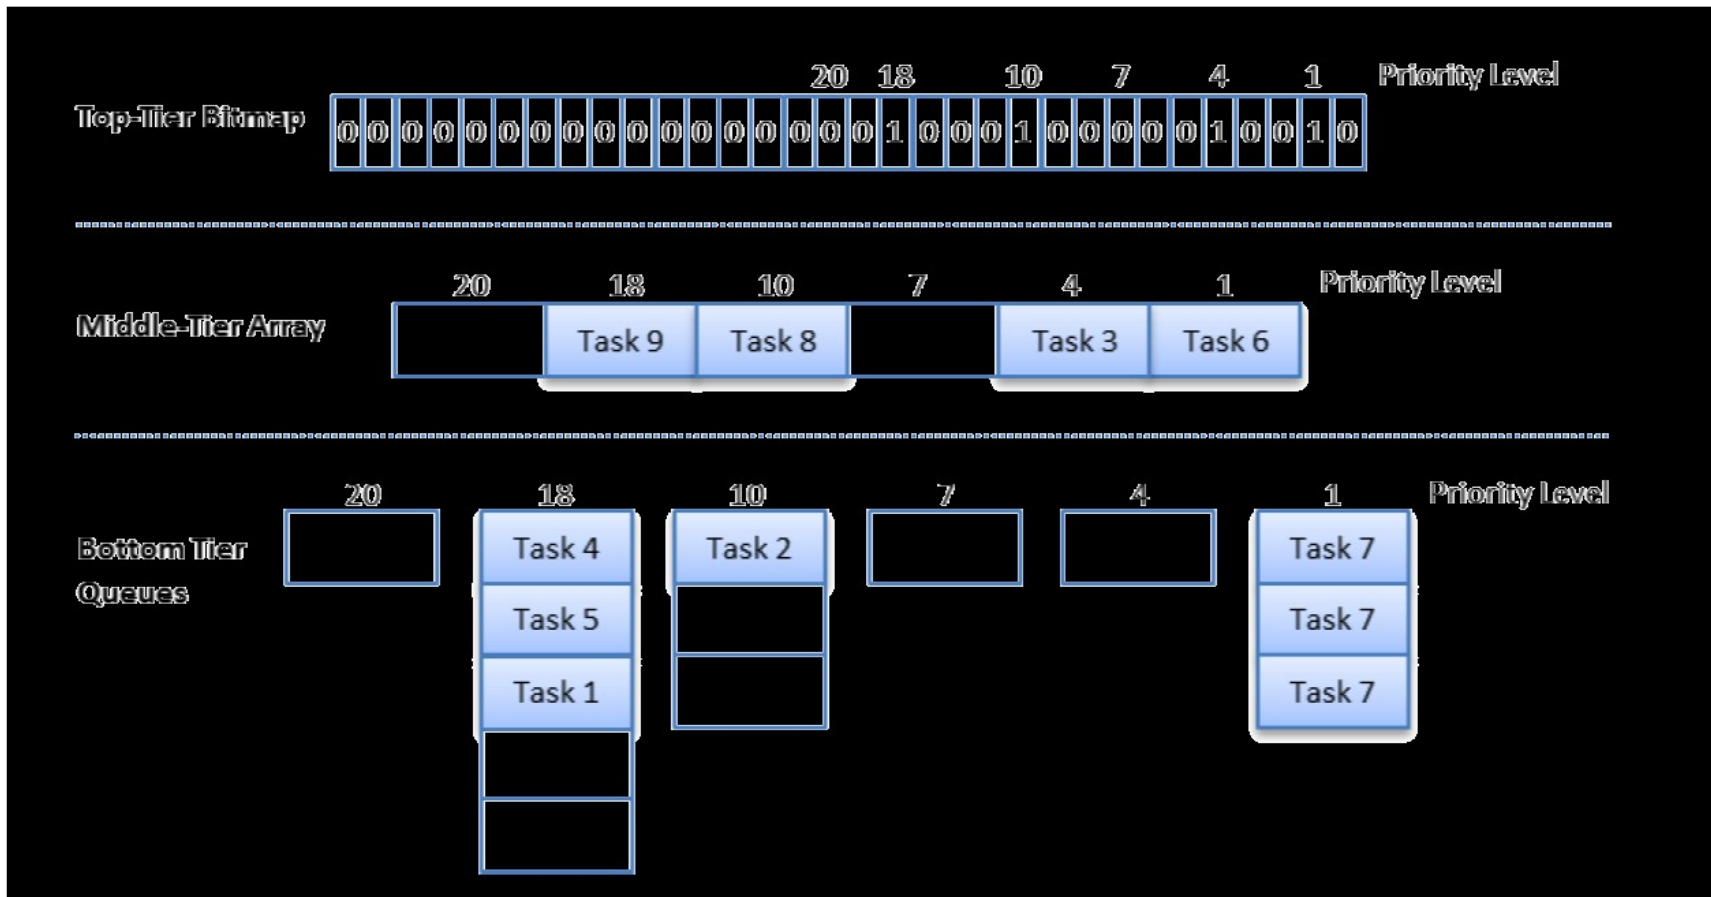 20 18 10 7 4 1 Priority Level
Top-Tier Bitmap 0 0 0 0 0 0 0 0 0 0 0 0 0 0 0 0 0 1 0 0 0 1 0 0 0 0 0 1 0 0 1 0
20 18 10 7 4 1 Priority Level
Middle-Tier Array Task 9 Task 8 Task 3 Task 6
20 18 10 7 4 1 Priority Level
Bottom Tier Task 4 Task 2 Task 7
Queues Task 5 Task 7
Task 1 Task 7